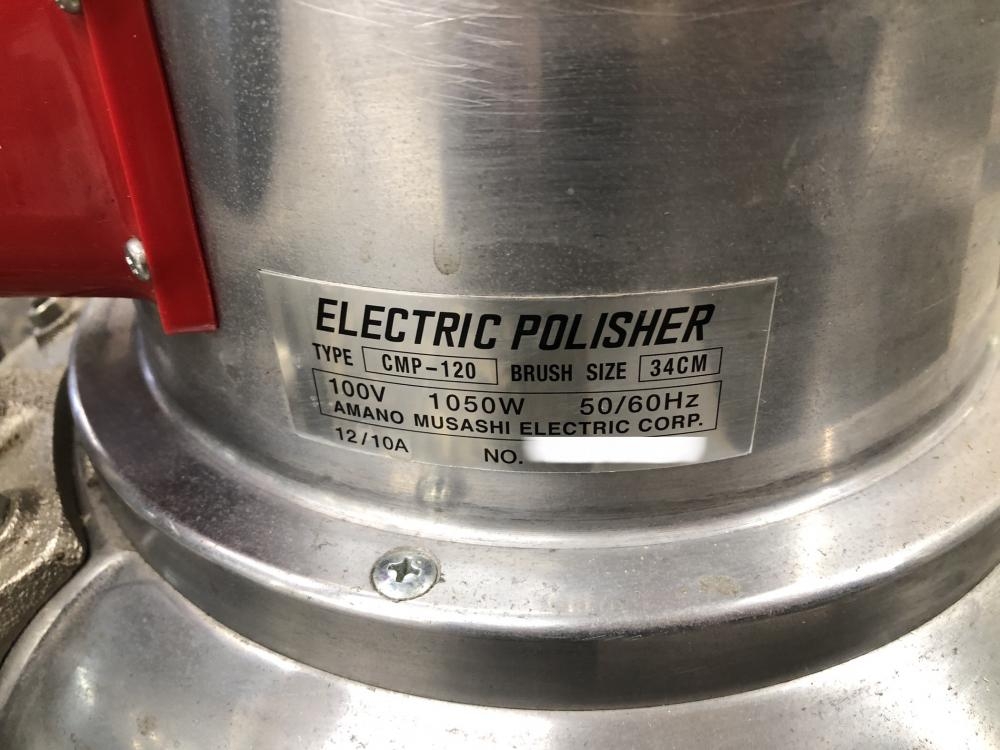 ELECTRIC POLISHER
TYPE CMP-120 BRUSH SIZE 34CM
100V 1050W 50/60Hz
AMANO MUSASHI ELECTRIC CORP.
12/10A NO.